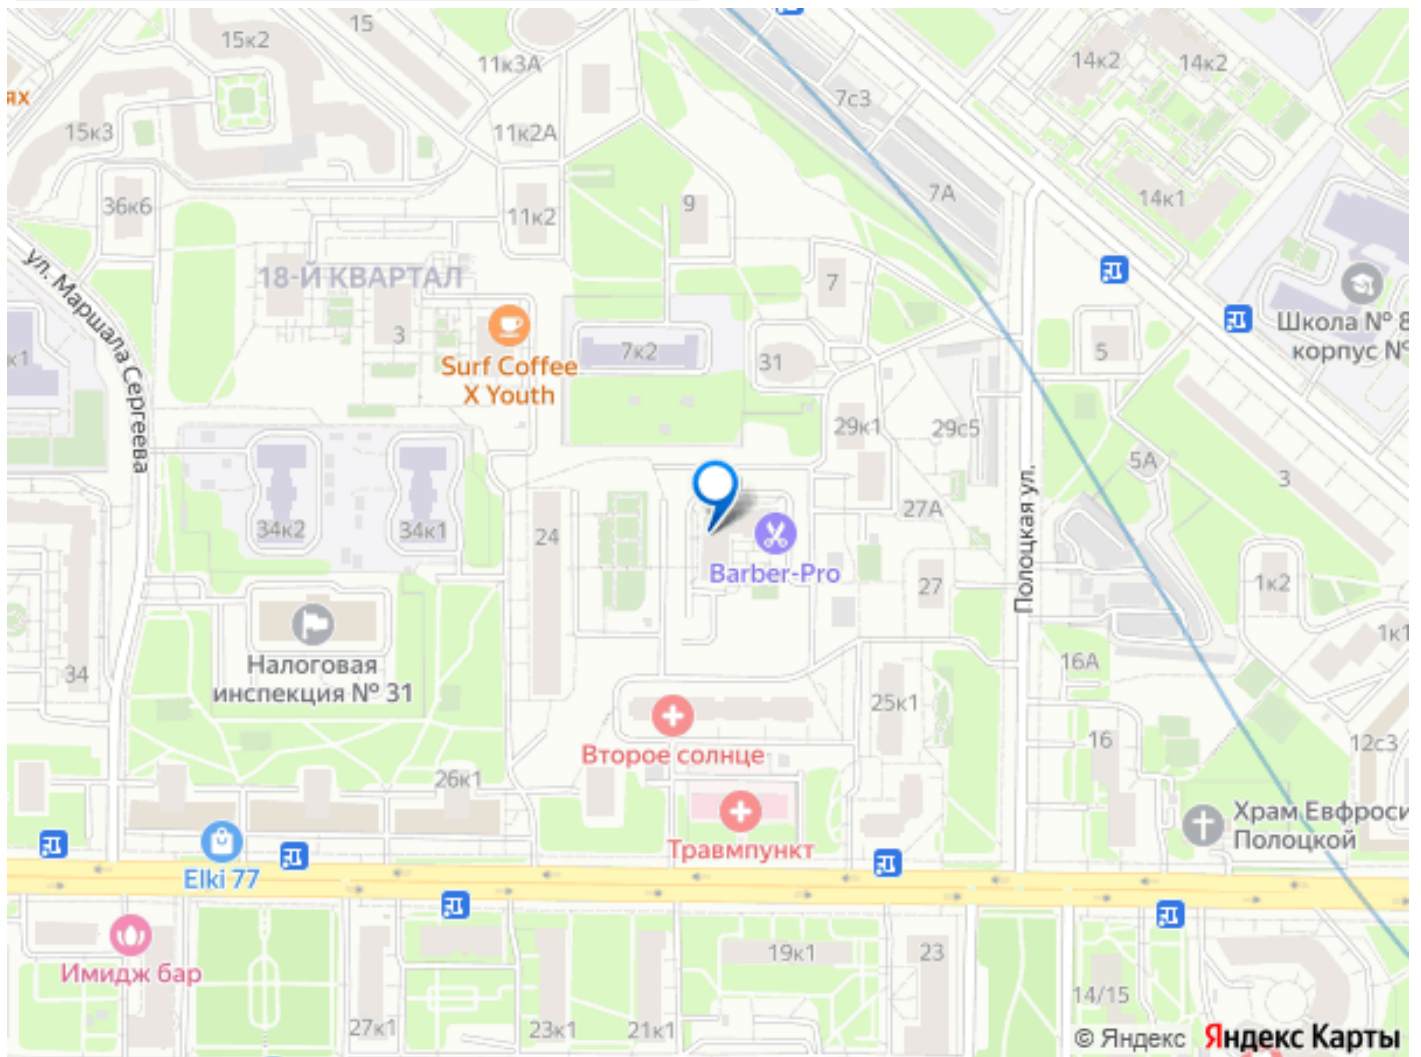 15
15к2
11к3А
14к2
14к2
7с3
ях
15к3
11к2А
7А
14к1
36к6
11к2
9
ул. Маршала Сергеева
18-Й КВАРТАЛ
7
Школа № 8
корпус №
к1
3
7к2
31
5
Surf Coffee
X Youth
29к1
29с5
5А
3
34к2
34к1
24
27А
Полоцкая ул.
Barber-Pro
27
1к2
1к1
34
Налоговая
инспекция № 31
16А
25к1
Второе солнце
16
12с3
26к1
Храм Евфроси
Полоцкой
Травмпункт
Elki 77
Имидж бар
19к1
23
14/15
27к1
23к1
21к1
© Яндекс Яндекс Карты